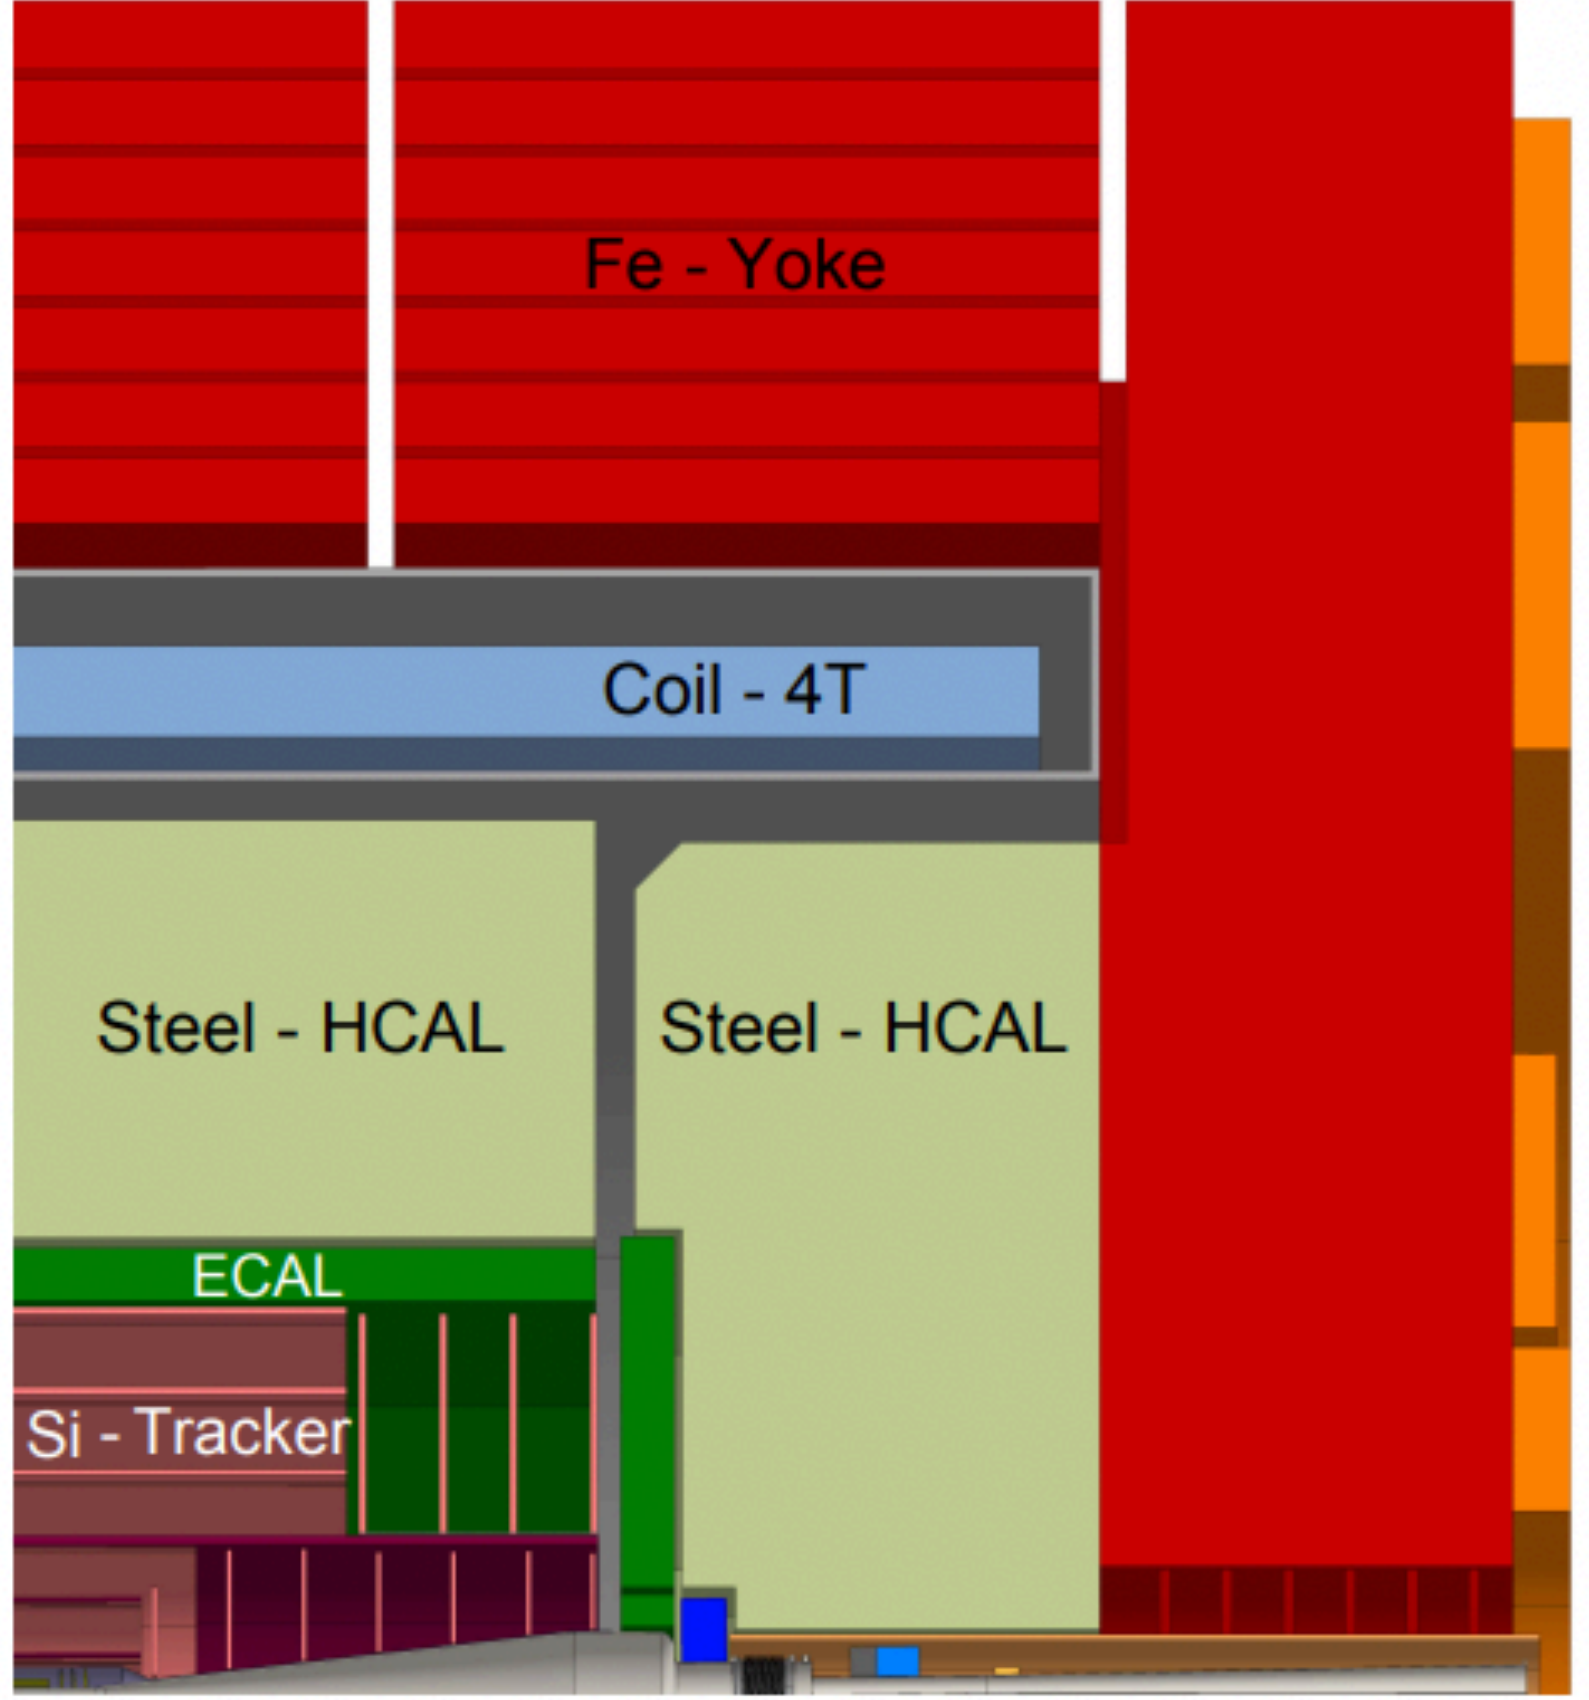 Fe - Yoke
Coil - 4T
Steel - HCAL
Steel - HCAL
ECAL
Si - Tracker